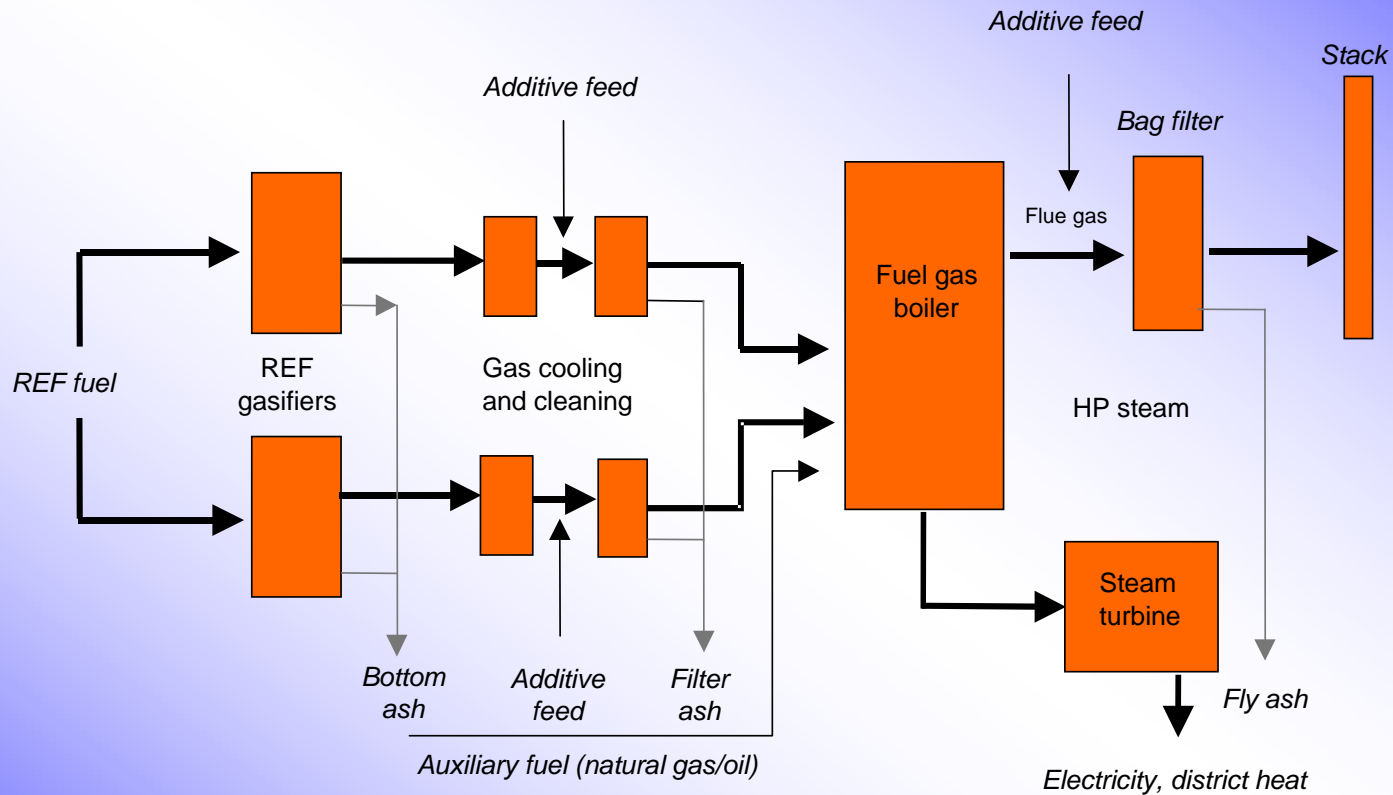 Additive feed
Stack
Additive feed
Bag filter
Flue gas
Fuel gas
boiler
REF fuel
REF
gasifiers
Gas cooling
and cleaning
HP steam
Steam
turbine
Bottom
ash
Additive
feed
Filter
ash
Fly ash
Auxiliary fuel (natural gas/oil)
Electricity, district heat